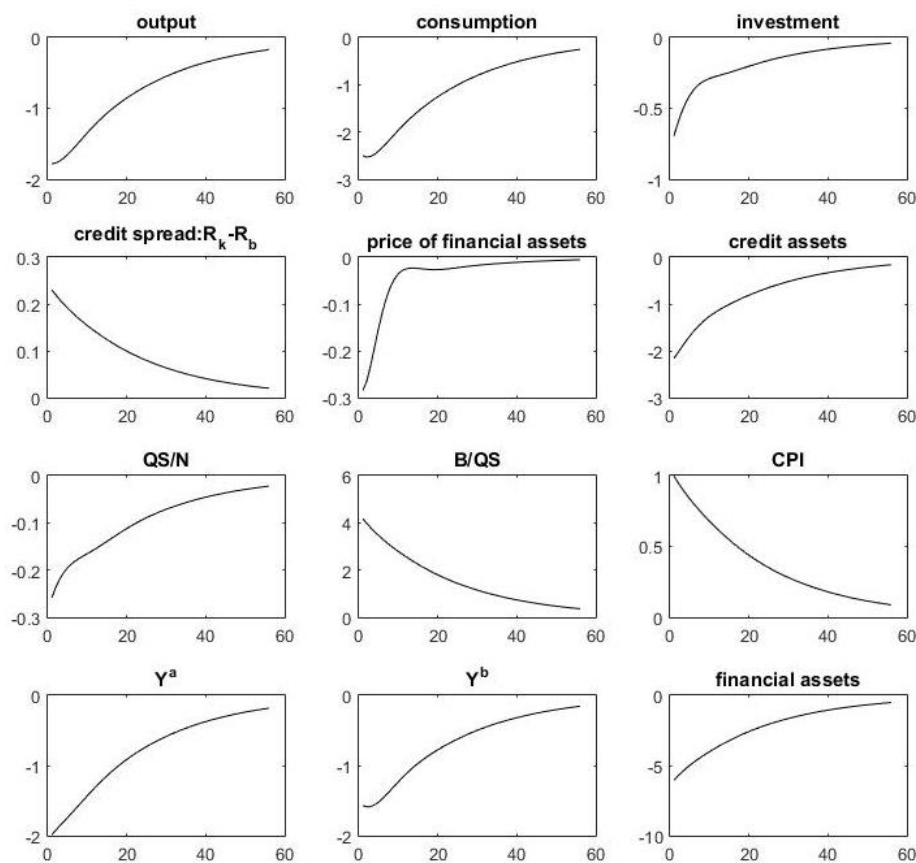 output consumption investment
0 0 0
-1 -1 -0.5
-2
-2 -3 -1
0 20 40 60 0 20 40 60 0 20 40 60
credit spread:R_k-R_b price of financial assets credit assets
0.3 0 0
0.2 -0.1 -1
0.1 -0.2 -2
0 -0.3 -3
0 20 40 60 0 20 40 60 0 20 40 60
QS/N B/QS CPI
0 6 1
-0.1 4
0.5
-0.2 2
-0.3 0 0
0 20 40 60 0 20 40 60 0 20 40 60
Y^a Y^b financial assets
0 0 0
-1 -1 -5
-2 -2 -10
0 20 40 60 0 20 40 60 0 20 40 60